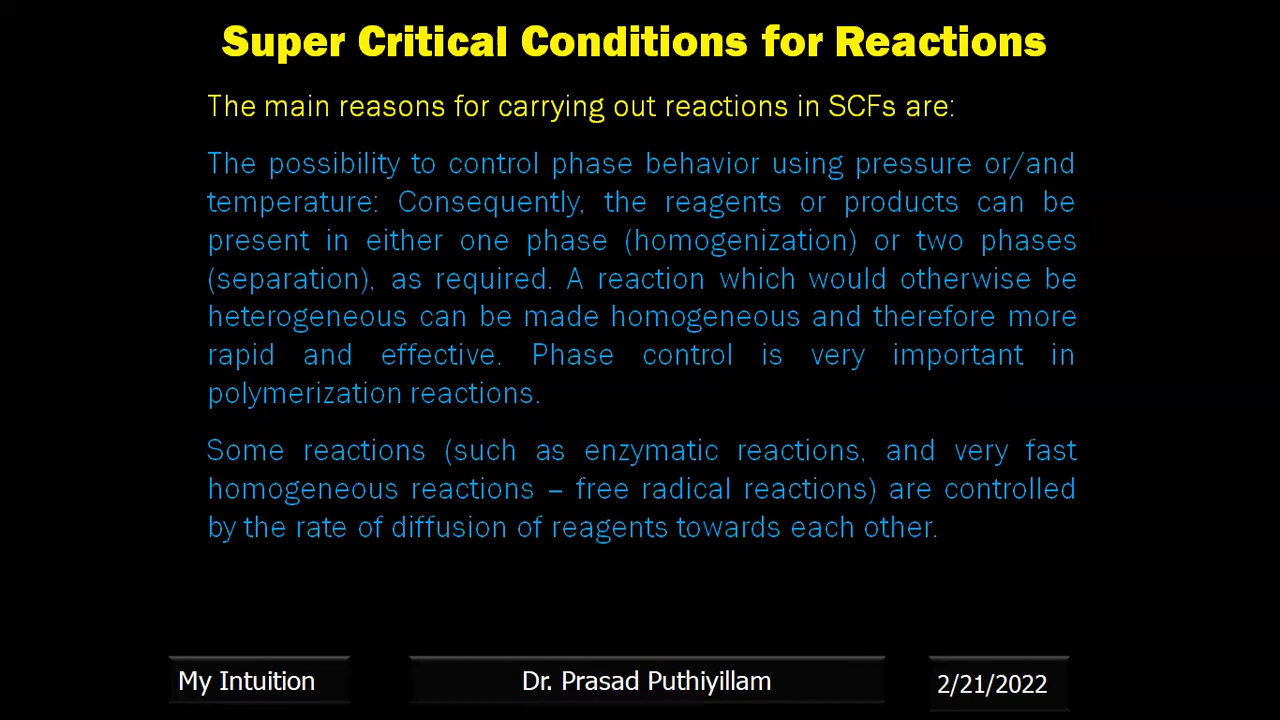 Super Critical Conditions for Reactions
The main reasons for carrying out reactions in SCFs are:
The possibility to control phase behavior using pressure or/and
temperature: Consequently, the reagents or products can be
present in either one phase (homogenization) or two phases
(separation), as required. A reaction which would otherwise be
heterogeneous can be made homogeneous and therefore more
rapid and effective. Phase control is very important in
polymerization reactions.
Some reactions (such as enzymatic reactions, and very fast
homogeneous reactions – free radical reactions) are controlled
by the rate of diffusion of reagents towards each other.
My Intuition
Dr. Prasad Puthiyillam
2/21/2022